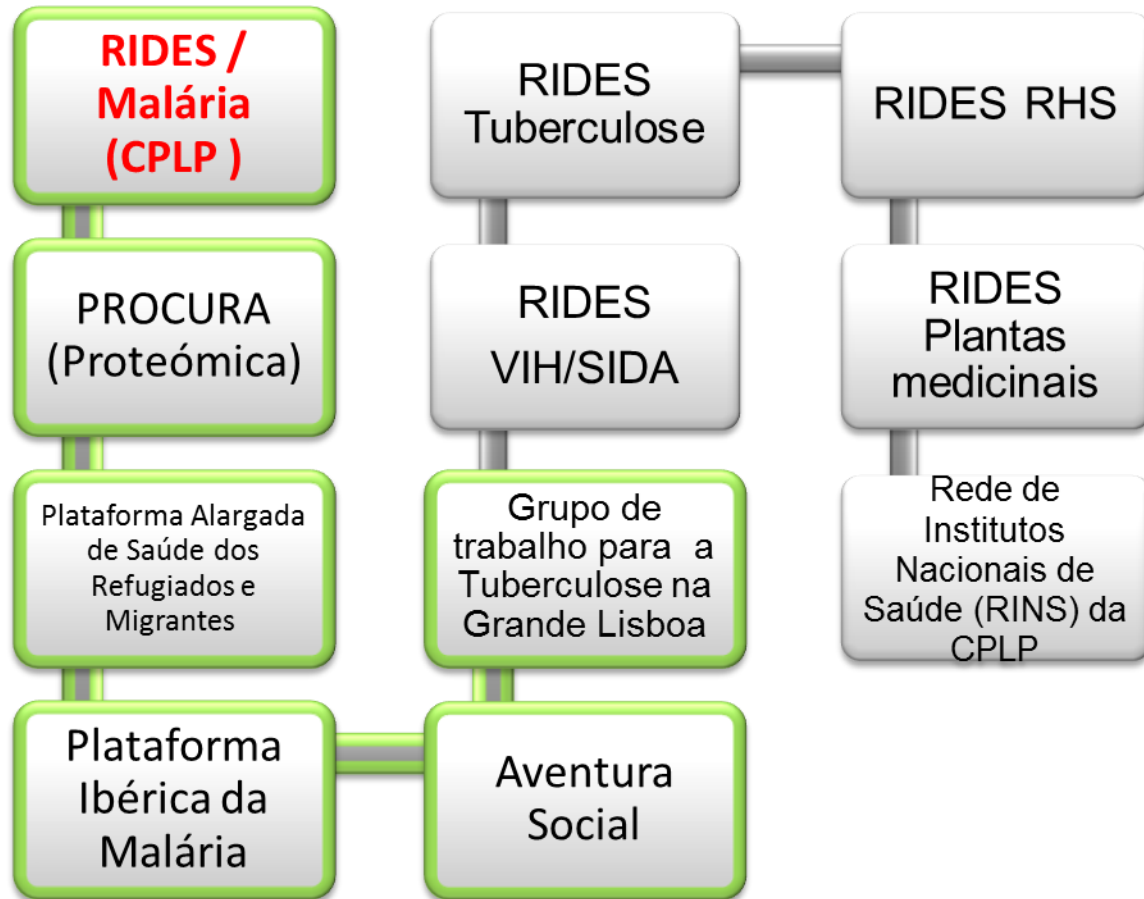 RIDES /
Malária
(CPLP )
PROCURA
(Proteómica)
Plataforma Alargada
de Saúde dos
Refugiados e
Migrantes
Plataforma
Ibérica da
Malária
Aventura
Social
Grupo de
trabalho para a
Tuberculose na
Grande Lisboa
RIDES
VIH/SIDA
RIDES
Tuberculose
RIDES RHS
RIDES
Plantas
medicinais
Rede de
Institutos
Nacionais de
Saúde (RINS) da
CPLP